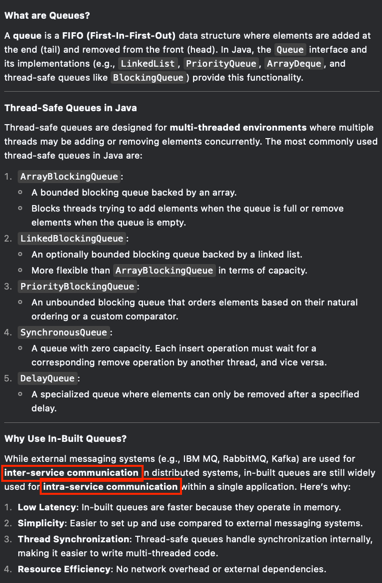 What are Queues?
A queue is a FIFO (First-In-First-Out) data structure where elements are added
at the end (tail) and removed from the front (head). In Java, the Queue interface
and its implementations (e.g., LinkedList, PriorityQueue, ArrayDeque, and
thread-safe queues like BlockingQueue) provide this functionality.
Thread-Safe Queues in Java
Thread-safe queues are designed for multi-threaded environments where multiple
threads may be adding or removing elements concurrently. The most commonly used
thread-safe queues in Java are:
1. ArrayBlockingQueue:
○ A bounded blocking queue backed by an array.
○ Blocks threads trying to add elements when the queue is full or remove
elements when the queue is empty.
2. LinkedBlockingQueue:
○ An optionally bounded blocking queue backed by a linked list.
○ More flexible than ArrayBlockingQueue in terms of capacity.
3. PriorityBlockingQueue:
○ An unbounded blocking queue that orders elements based on their natural
ordering or a custom comparator.
4. SynchronousQueue:
○ A queue with zero capacity. Each insert operation must wait for a
corresponding remove operation by another thread, and vice versa.
5. DelayQueue:
○ A specialized queue where elements can only be removed after a specified
delay.
Why Use In-Built Queues?
While external messaging systems (e.g., IBM MQ, RabbitMQ, Kafka) are used for
inter-service communication in distributed systems, in-built queues are still widely
used for intra-service communication within a single application. Here's why:
1. Low Latency: In-built queues are faster because they operate in memory.
2. Simplicity: Easier to set up and use compared to external messaging systems.
3. Thread Synchronization: Thread-safe queues handle synchronization internally,
making it easier to write multi-threaded code.
4. Resource Efficiency: No network overhead or external dependencies.